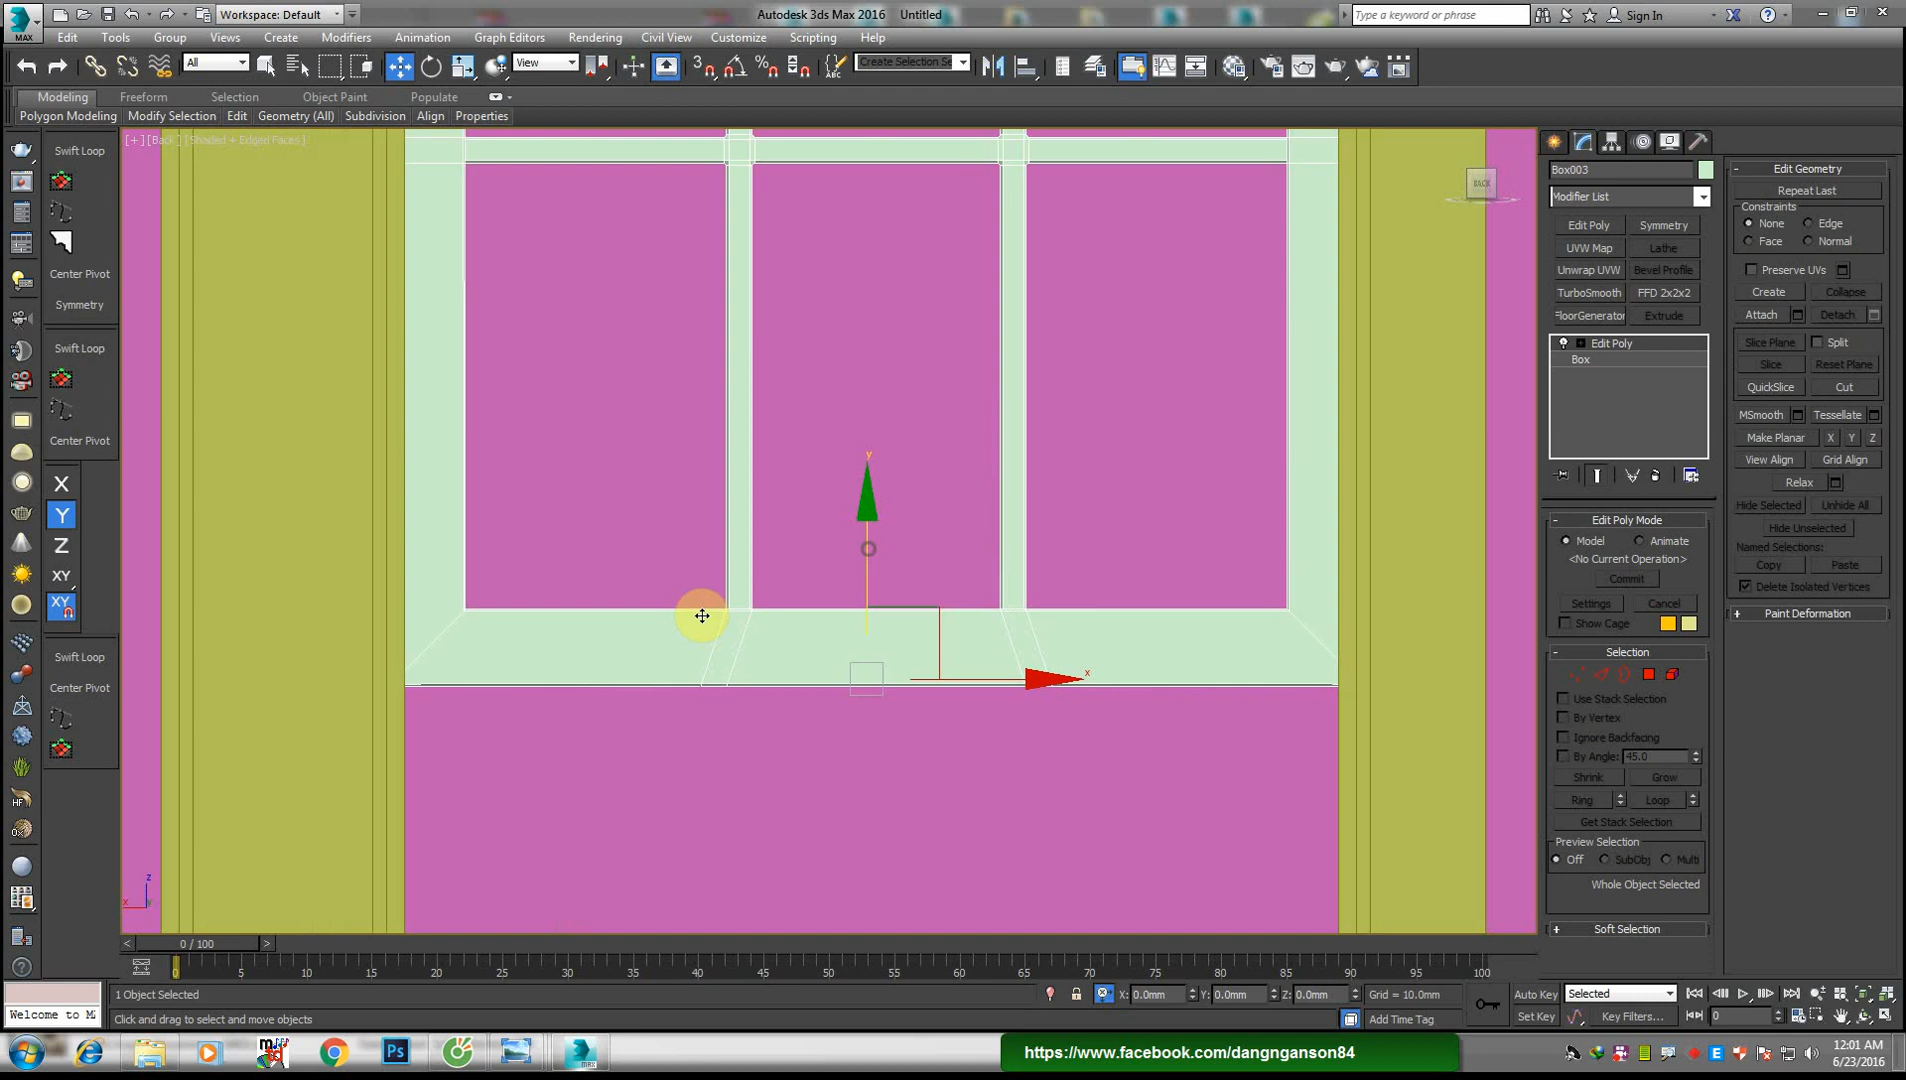 Workspace: Default
Autodesk 3ds Max 2016 Untitled
Type a keyword or phrase
Sign In
MAX
Edit Tools Group Views Create Modifiers Animation Graph Editors Rendering Civil View Customize Scripting Help
All
View
Create Selection Se
Modeling Freeform Selection Object Paint Populate
Polygon Modeling Modify Selection Edit Geometry (All) Subdivision Align Properties
[+] [Back] [Shaded + Edged Faces]
Swift Loop
Center Pivot
Symmetry
Swift Loop
Center Pivot
X
Y
Z
XY
XY
Swift Loop
Center Pivot
BACK
y
x
z
x
Box003
Modifier List
Edit Poly Symmetry
UVW Map Lathe
Unwrap UVW Bevel Profile
TurboSmooth FFD 2x2x2
FloorGenerator Extrude
Edit Poly
Box
Edit Poly Mode
Model Animate
<No Current Operation>
Commit
Settings Cancel
Show Cage
Selection
Use Stack Selection
By Vertex
Ignore Backfacing
By Angle: 45.0
Shrink Grow
Ring Loop
Get Stack Selection
Preview Selection
Off SubObj Multi
Whole Object Selected
Soft Selection
Edit Geometry
Repeat Last
Constraints
None Edge
Face Normal
Preserve UVs
Create Collapse
Attach Detach
Slice Plane Split
Slice Reset Plane
QuickSlice Cut
MSmooth Tessellate
Make Planar X Y Z
View Align Grid Align
Relax
Hide Selected Unhide All
Hide Unselected
Named Selections:
Copy Paste
Delete Isolated Vertices
Paint Deformation
0 / 100
0 5 10 15 20 25 30 35 40 45 50 55 60 65 70 75 80 85 90 95 100
1 Object Selected
X: 0.0mm Y: 0.0mm Z: 0.0mm Grid = 10.0mm
Auto Key Selected
Welcome to M
Click and drag to select and move objects
Add Time Tag
Set Key Key Filters... 0
https://www.facebook.com/dangnganson84
12:01 AM
6/23/2016